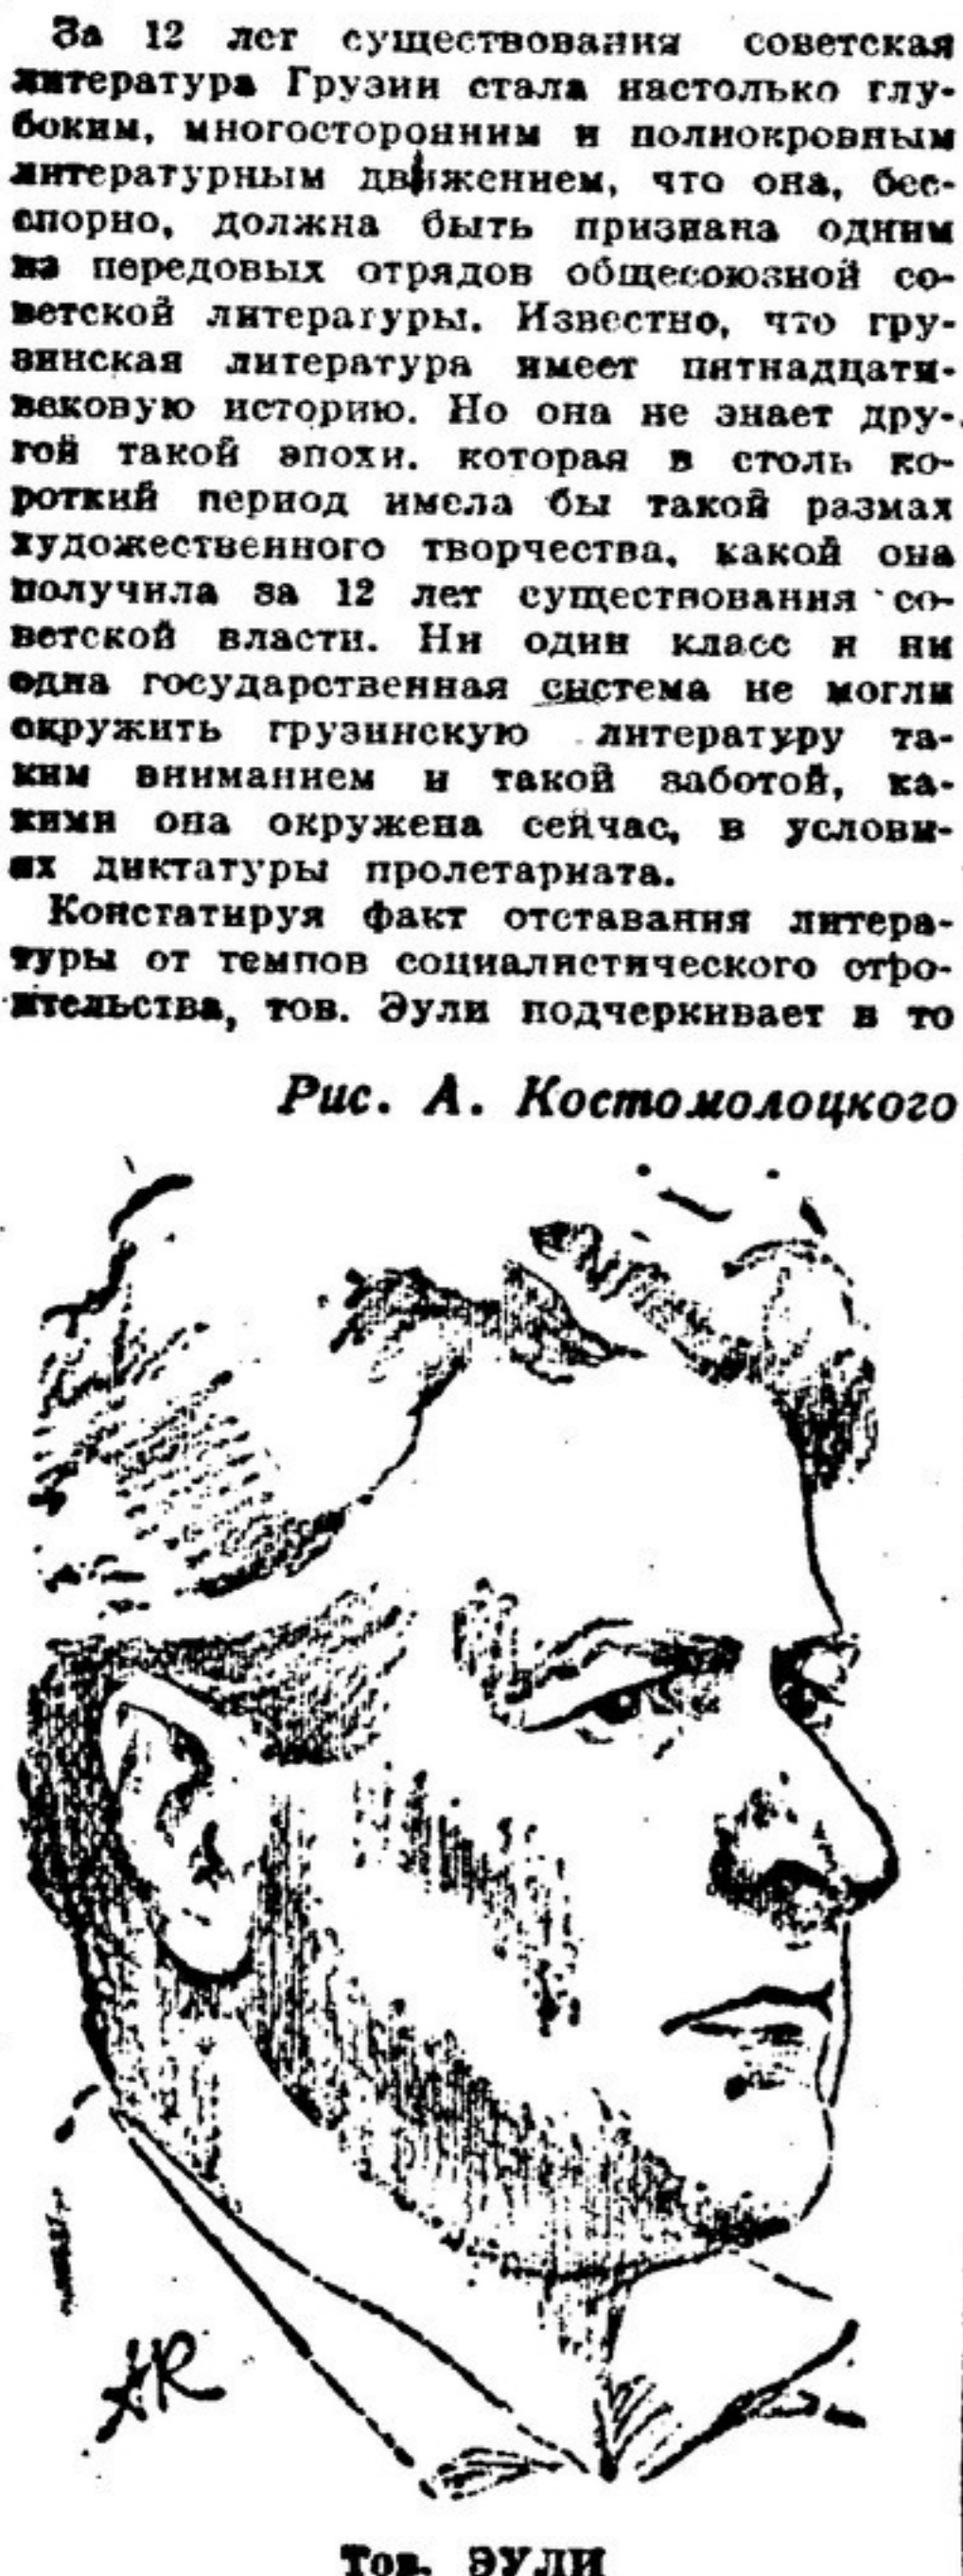 За 12 лет существования советская
литература Грузии стала настолько глу-
боким, многосторонним и полнокровным
литературным движением, что она, бес-
спорно, должна быть признана одним
из передовых отрядов общесоюзной со-
ветской литературы. Известно, что гру-
зинская литература имеет пятнадцати-
вековую историю. Но она не знает дру-
гой такой эпохи. которая в столь ко-
роткий период имела бы такой размах
художественного творчества, какой она
получила за 12 лет существования со-
ветской власти. Ни один класс и ни
одна государственная система не могли
окружить грузинскую литературу та-
ким вниманием и такой заботой, ка-
кими она окружена сейчас, в услови-
ях диктатуры пролетариата.
Констатируя факт отставания литера-
туры от темпов социалистического стро-
ительства, тов. Эули подчеркивает в то
Рис. А. Костомолоцкого
АК
Тов. ЭУЛИ